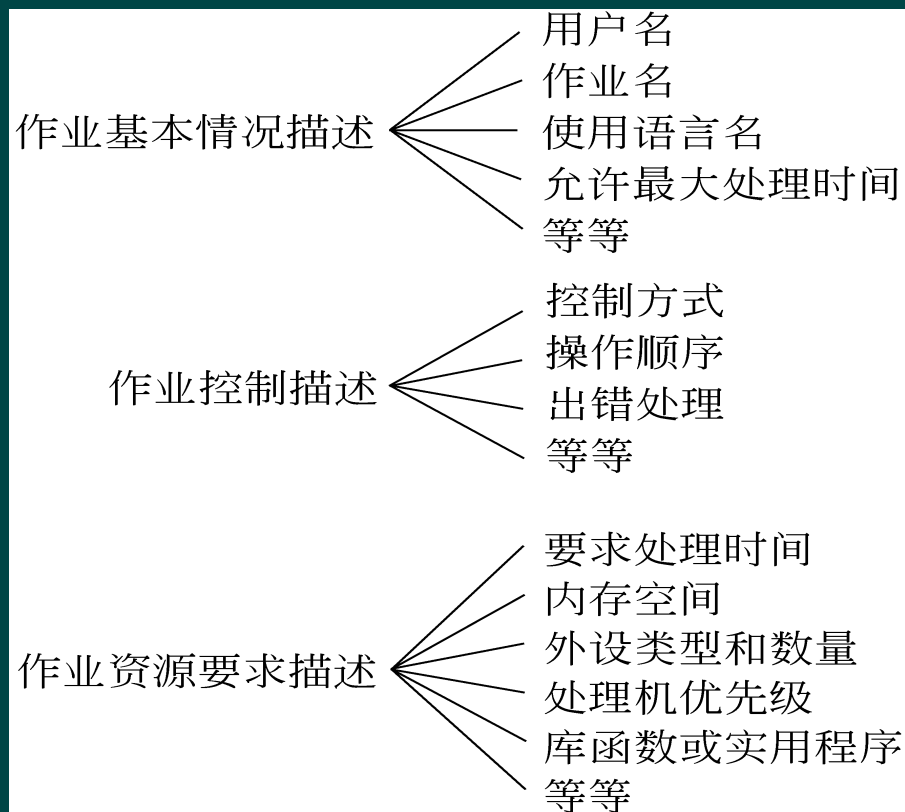 作业基本情况描述
用户名
作业名
使用语言名
允许最大处理时间
等等
作业控制描述
控制方式
操作顺序
出错处理
等等
作业资源要求描述
要求处理时间
内存空间
外设类型和数量
处理机优先级
库函数或实用程序
等等